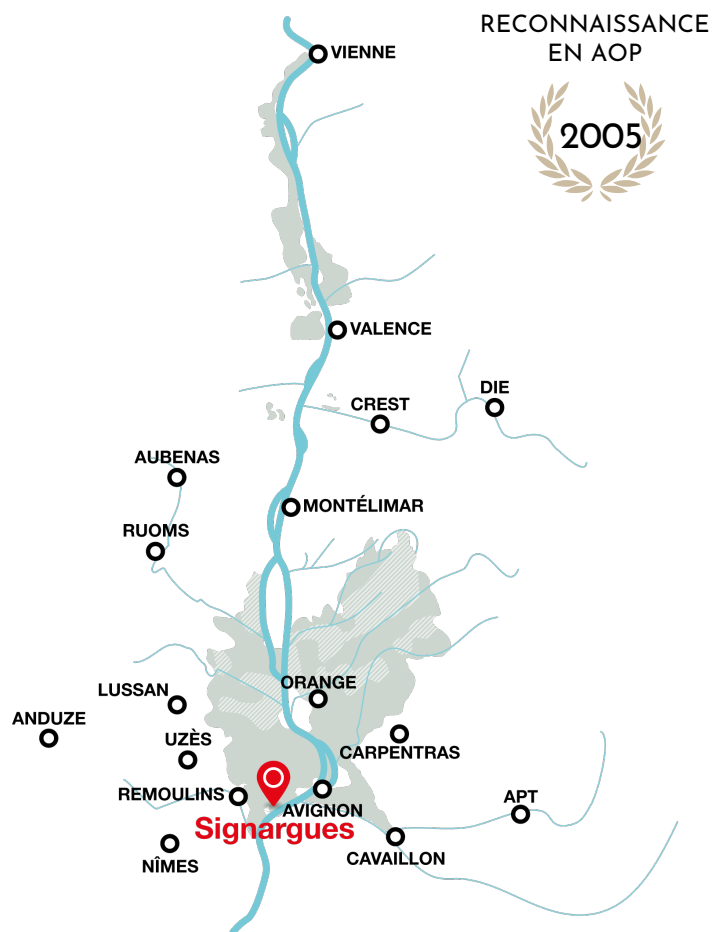 RECONNAISSANCE
EN AOP
2005
VIENNE
VALENCE
DIE
CREST
AUBENAS
MONTÉLIMAR
RUOMS
ORANGE
LUSSAN
ANDUZE
UZÈS
CARPENTRAS
REMOULINS
APT
AVIGNON
Signargues
CAVAILLON
NÎMES